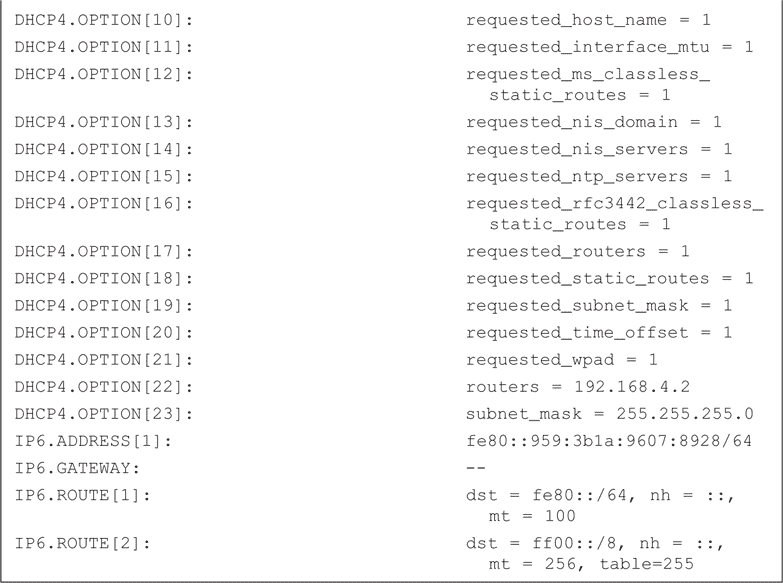 DHCP4.OPTION[10]: requested_host_name = 1
DHCP4.OPTION[11]: requested_interface_mtu = 1
DHCP4.OPTION[12]: requested_ms_classless_
static_routes = 1
DHCP4.OPTION[13]: requested_nis_domain = 1
DHCP4.OPTION[14]: requested_nis_servers = 1
DHCP4.OPTION[15]: requested_ntp_servers = 1
DHCP4.OPTION[16]: requested_rfc3442_classless_
static_routes = 1
DHCP4.OPTION[17]: requested_routers = 1
DHCP4.OPTION[18]: requested_static_routes = 1
DHCP4.OPTION[19]: requested_subnet_mask = 1
DHCP4.OPTION[20]: requested_time_offset = 1
DHCP4.OPTION[21]: requested_wpad = 1
DHCP4.OPTION[22]: routers = 192.168.4.2
DHCP4.OPTION[23]: subnet_mask = 255.255.255.0
IP6.ADDRESS[1]: fe80::959:3b1a:9607:8928/64
IP6.GATEWAY: --
IP6.ROUTE[1]: dst = fe80::/64, nh = ::,
mt = 100
IP6.ROUTE[2]: dst = ff00::/8, nh = ::,
mt = 256, table=255